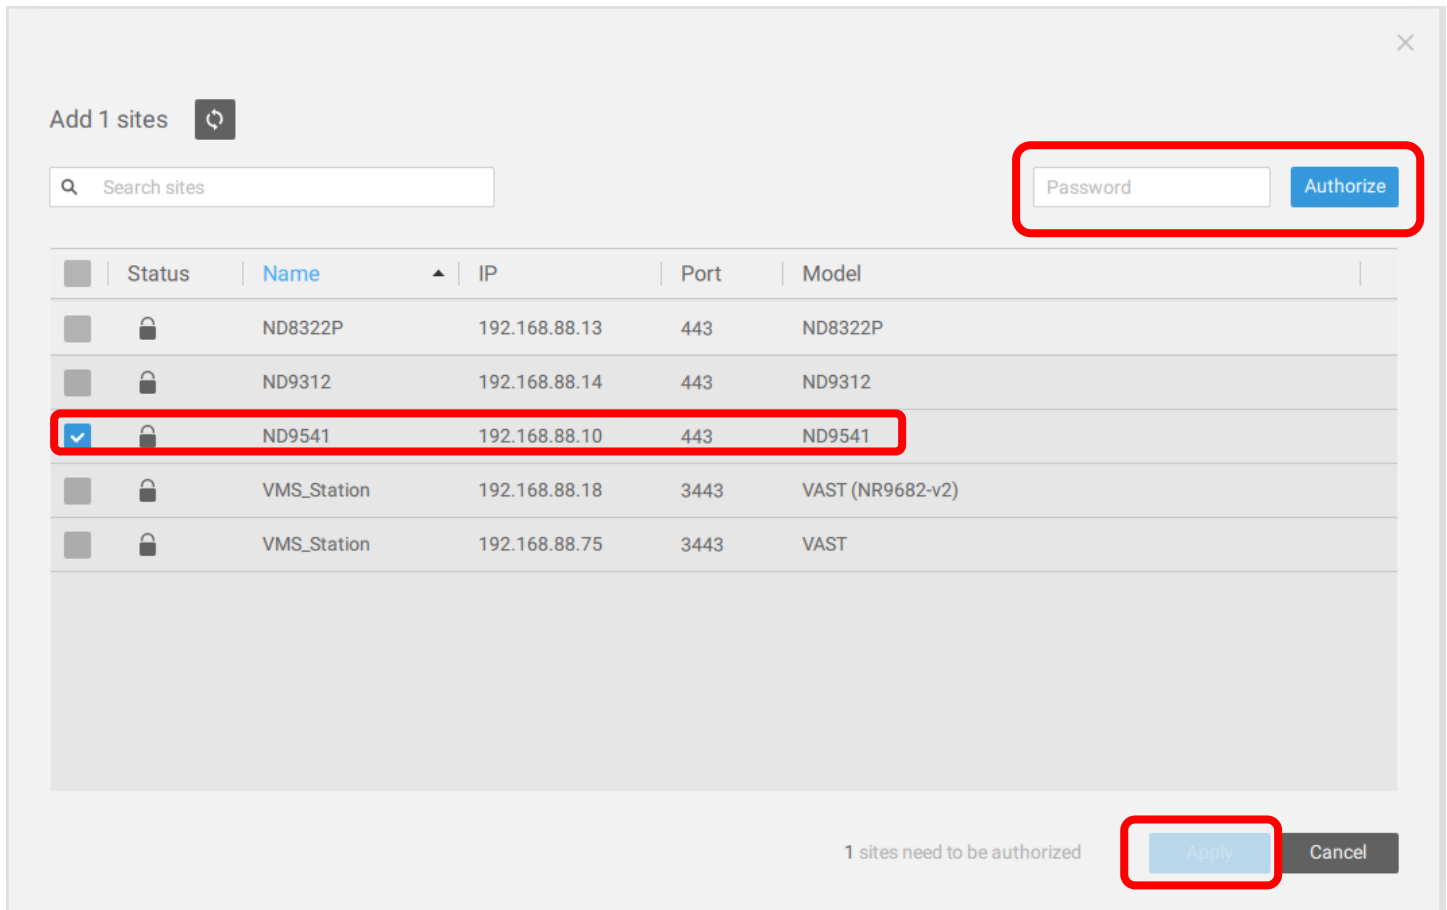 Add 1 sites
Search sites
Password Authorize
Status Name IP Port Model
ND8322P 192.168.88.13 443 ND8322P
ND9312 192.168.88.14 443 ND9312
ND9541 192.168.88.10 443 ND9541
VMS_Station 192.168.88.18 3443 VAST (NR9682-v2)
VMS_Station 192.168.88.75 3443 VAST
1 sites need to be authorized Apply Cancel